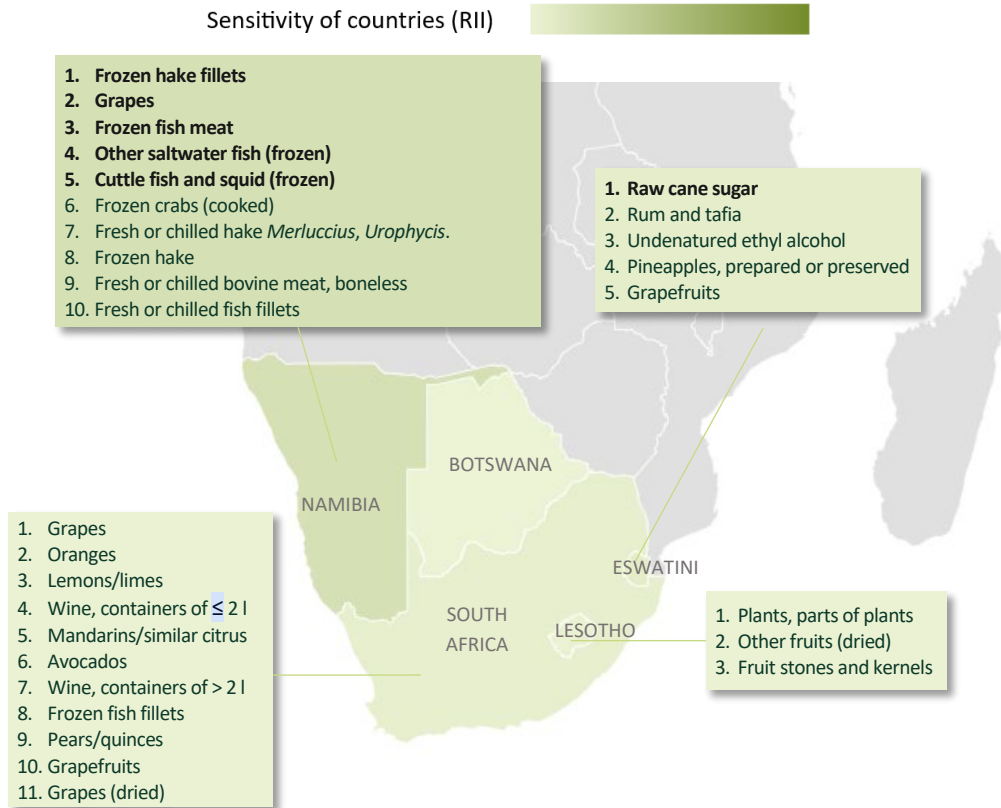 Sensitivity of countries (RII)
1. Frozen hake fillets
2. Grapes
3. Frozen fish meat
4. Other saltwater fish (frozen)
5. Cuttle fish and squid (frozen)
6. Frozen crabs (cooked)
7. Fresh or chilled hake Merluccius, Urophycis.
8. Frozen hake
9. Fresh or chilled bovine meat, boneless
10. Fresh or chilled fish fillets
1. Raw cane sugar
2. Rum and tafia
3. Undenatured ethyl alcohol
4. Pineapples, prepared or preserved
5. Grapefruits
BOTSWANA
NAMIBIA
ESWATINI
SOUTH
AFRICA
LESOTHO
1. Grapes
2. Oranges
3. Lemons/limes
4. Wine, containers of ≤ 2 l
5. Mandarins/similar citrus
6. Avocados
7. Wine, containers of > 2 l
8. Frozen fish fillets
9. Pears/quinces
10. Grapefruits
11. Grapes (dried)
1. Plants, parts of plants
2. Other fruits (dried)
3. Fruit stones and kernels